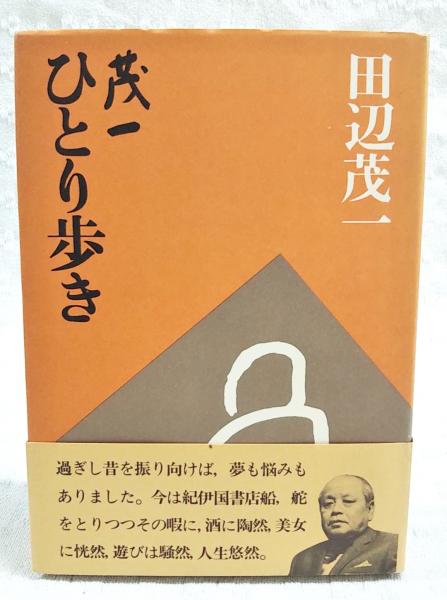 田辺茂一
茂一
ひとり歩き
過ぎし昔を振り向けば，夢も悩みも
ありました。今は紀伊国書店船，舵
をとりつつその暇に，酒に陶然，美女
に恍然，遊びは騒然，人生悠然。